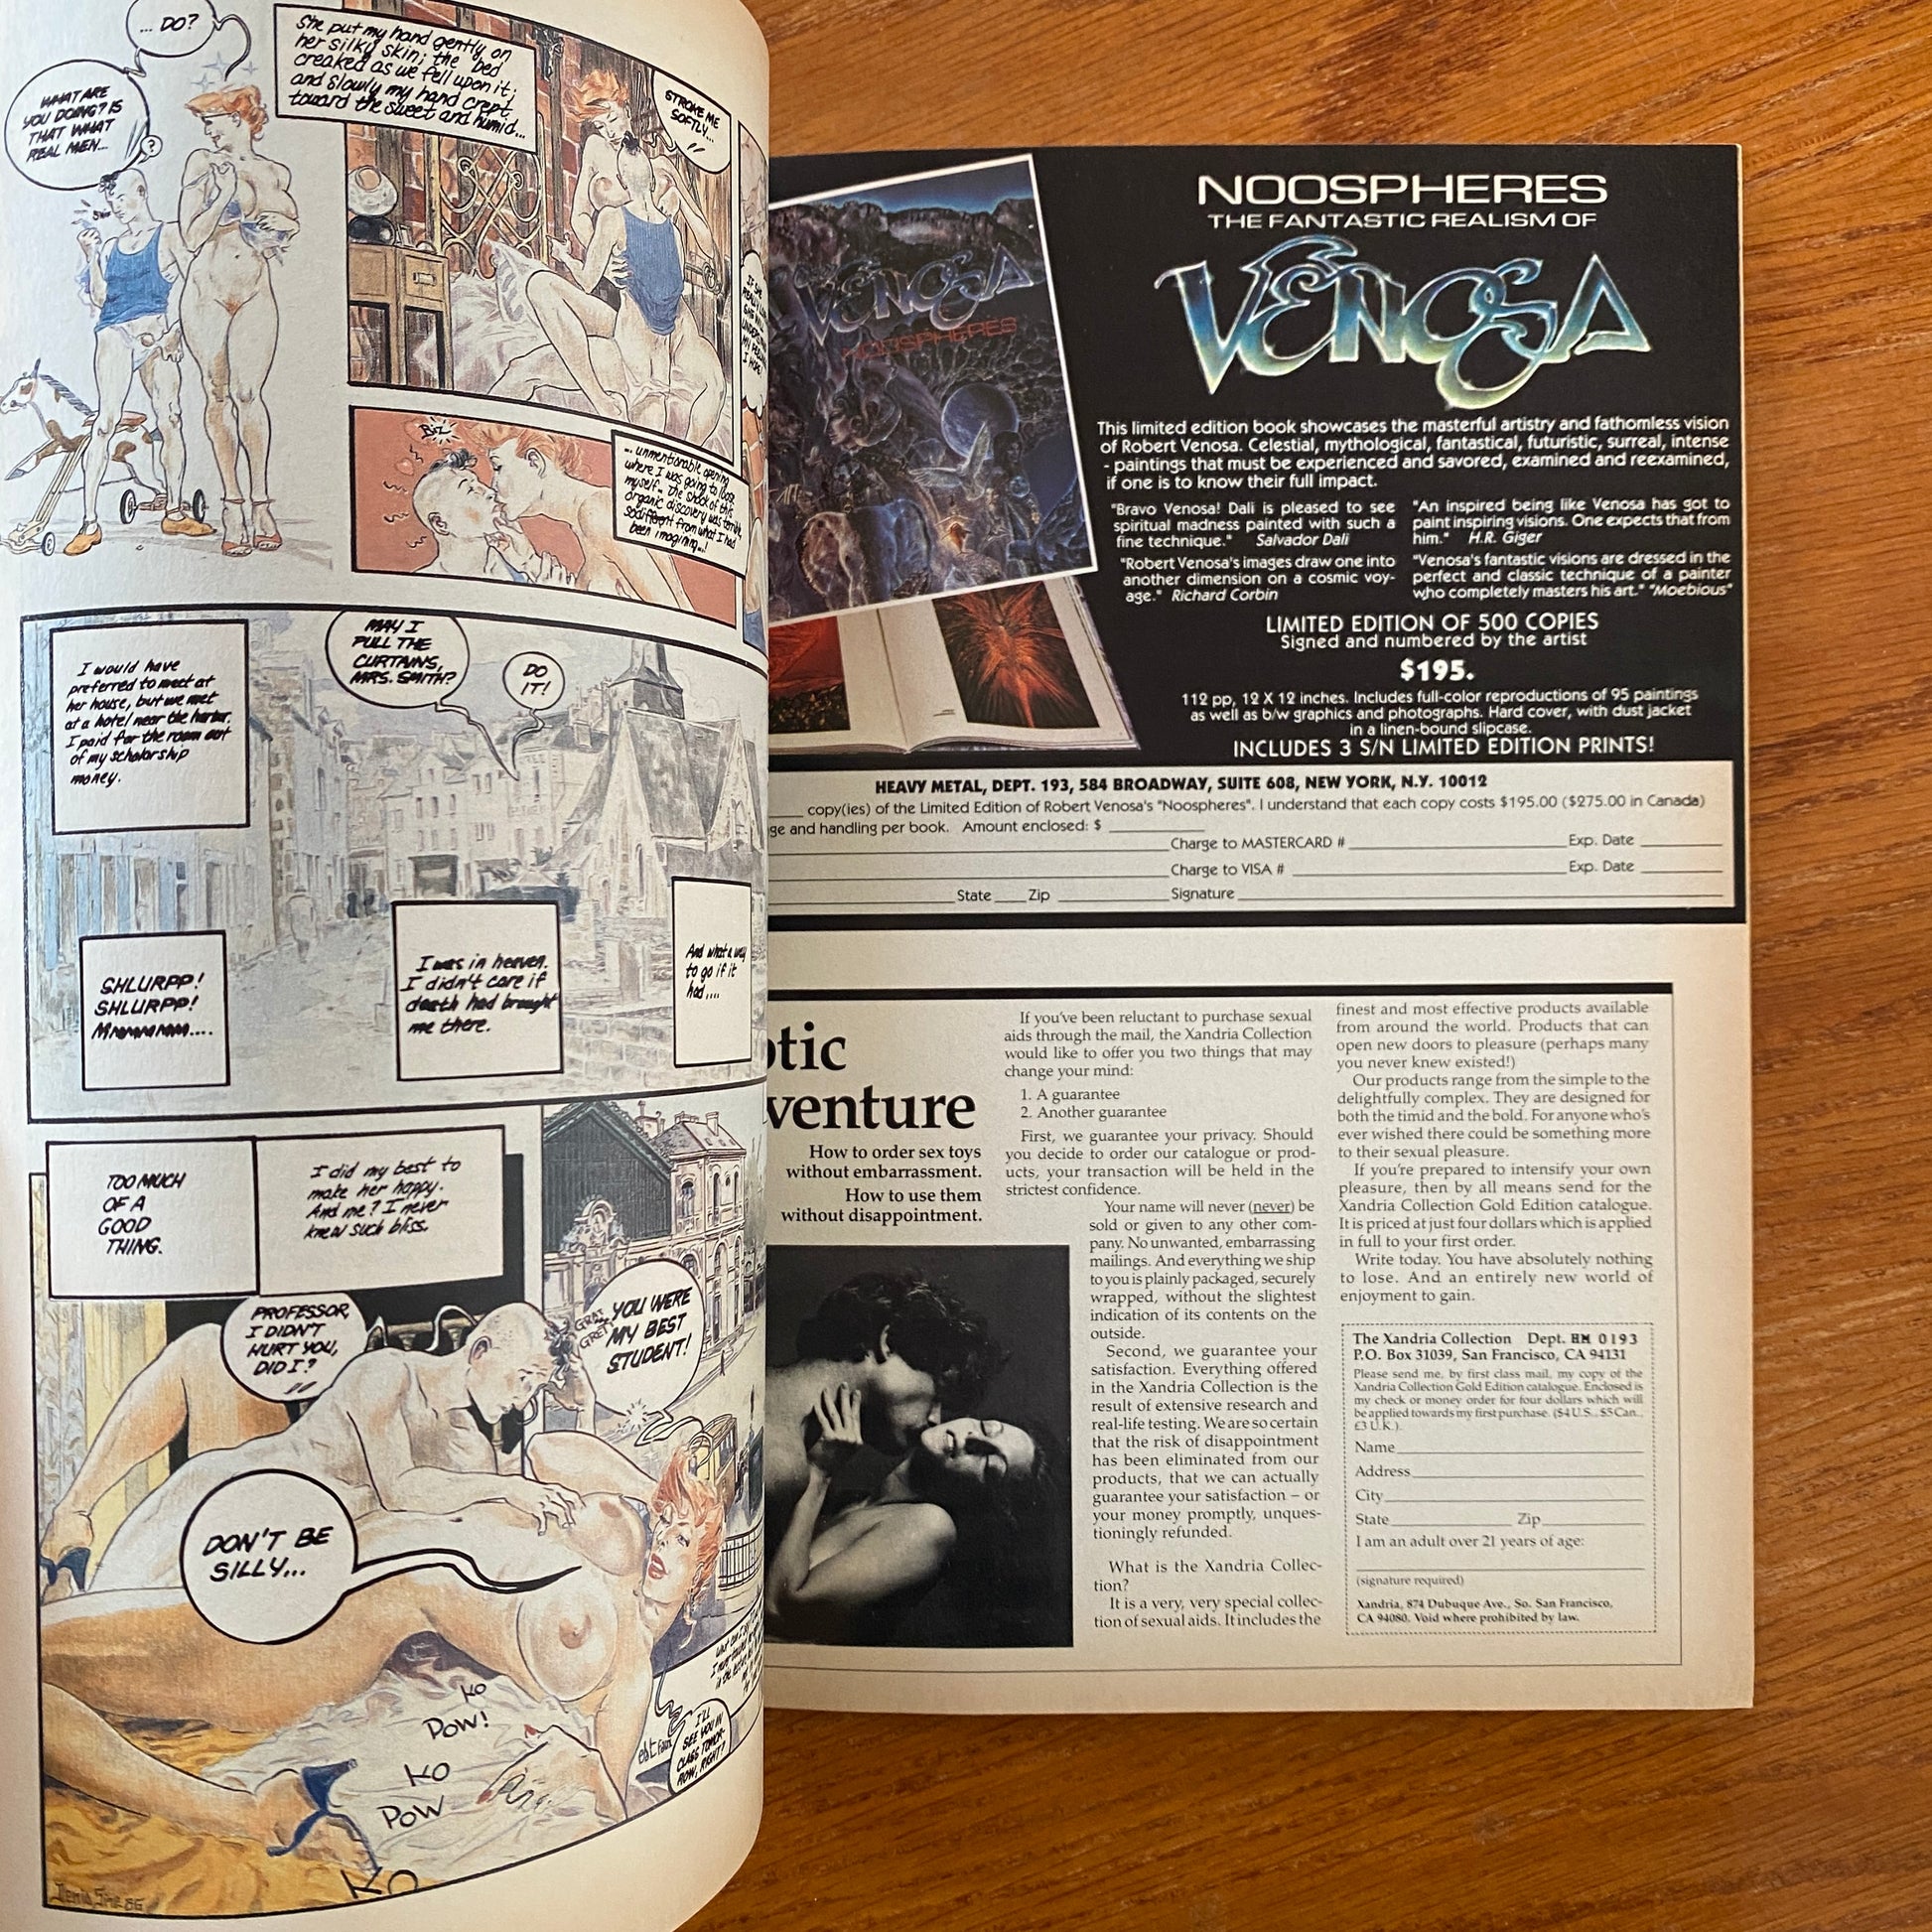 ... DO?
WHAT ARE
YOU DOING? IS
THAT WHAT
REAL MEN...
?
She put my hand gently on
her silky skin; the bed
creaked as we fell upon it;
and slowly my hand crept
toward the sweet and humid...
STROKE ME
SOFTLY...
Biz
... unmentionable opening
where I was going to lose
myself... the shock of this
organic discovery was terrible,
so different from what I had
been imagining...!
I would have
preferred to meet at
her house, but we met
at a hotel near the harbor.
I paid for the room out
of my scholarship
money.
MAY I
PULL THE
CURTAINS,
MRS. SMITH?
DO
IT!
SHLURPP!
SHLURPP!
Mmmmmm....
I was in heaven.
I didn't care if
death had brought
me there.
And what a way
to go if it
had....
TOO MUCH
OF A
GOOD
THING.
I did my best to
make her happy.
And me? I never
knew such bliss.
PROFESSOR,
I DIDN'T
HURT YOU,
DID I?
GRAT
GRET
YOU WERE
MY BEST
STUDENT!
DON'T BE
SILLY...
I'LL
SEE YOU IN
CLASS TOMOR-
ROW, RIGHT?
KO
POW!
KO
POW
KO
NOOSPHERES
THE FANTASTIC REALISM OF
VENOSA
VENOSA
NOOSPHERES
This limited edition book showcases the masterful artistry and fathomless vision
of Robert Venosa. Celestial, mythological, fantastical, futuristic, surreal, intense
- paintings that must be experienced and savored, examined and reexamined,
if one is to know their full impact.
"Bravo Venosa! Dali is pleased to see
spiritual madness painted with such a
fine technique." Salvador Dali
"Robert Venosa's images draw one into
another dimension on a cosmic voy-
age." Richard Corbin
"An inspired being like Venosa has got to
paint inspiring visions. One expects that from
him." H.R. Giger
"Venosa's fantastic visions are dressed in the
perfect and classic technique of a painter
who completely masters his art." "Moebious"
LIMITED EDITION OF 500 COPIES
Signed and numbered by the artist
$195.
112 pp, 12 X 12 inches. Includes full-color reproductions of 95 paintings
as well as b/w graphics and photographs. Hard cover, with dust jacket
in a linen-bound slipcase.
INCLUDES 3 S/N LIMITED EDITION PRINTS!
HEAVY METAL, DEPT. 193, 584 BROADWAY, SUITE 608, NEW YORK, N.Y. 10012
copy(ies) of the Limited Edition of Robert Venosa's "Noospheres". I understand that each copy costs $195.00 ($275.00 in Canada)
ge and handling per book. Amount enclosed: $
Charge to MASTERCARD # Exp. Date
Charge to VISA # Exp. Date
State Zip Signature
otic
venture
How to order sex toys
without embarrassment.
How to use them
without disappointment.
If you've been reluctant to purchase sexual
aids through the mail, the Xandria Collection
would like to offer you two things that may
change your mind:
1. A guarantee
2. Another guarantee
First, we guarantee your privacy. Should
you decide to order our catalogue or prod-
ucts, your transaction will be held in the
strictest confidence.
Your name will never (never) be
sold or given to any other com-
pany. No unwanted, embarrassing
mailings. And everything we ship
to you is plainly packaged, securely
wrapped, without the slightest
indication of its contents on the
outside.
Second, we guarantee your
satisfaction. Everything offered
in the Xandria Collection is the
result of extensive research and
real-life testing. We are so certain
that the risk of disappointment
has been eliminated from our
products, that we can actually
guarantee your satisfaction – or
your money promptly, unques-
tioningly refunded.
What is the Xandria Collec-
tion?
It is a very, very special collec-
tion of sexual aids. It includes the
finest and most effective products available
from around the world. Products that can
open new doors to pleasure (perhaps many
you never knew existed!)
Our products range from the simple to the
delightfully complex. They are designed for
both the timid and the bold. For anyone who's
ever wished there could be something more
to their sexual pleasure.
If you're prepared to intensify your own
pleasure, then by all means send for the
Xandria Collection Gold Edition catalogue.
It is priced at just four dollars which is applied
in full to your first order.
Write today. You have absolutely nothing
to lose. And an entirely new world of
enjoyment to gain.
The Xandria Collection Dept. HM 0193
P.O. Box 31039, San Francisco, CA 94131
Please send me, by first class mail, my copy of the
Xandria Collection Gold Edition catalogue. Enclosed is
my check or money order for four dollars which will
be applied towards my first purchase. ($4 U.S., $5 Can.,
£3 U.K.).
Name
Address
City
State Zip
I am an adult over 21 years of age:
(signature required)
Xandria, 874 Dubuque Ave., So. San Francisco,
CA 94080. Void where prohibited by law.